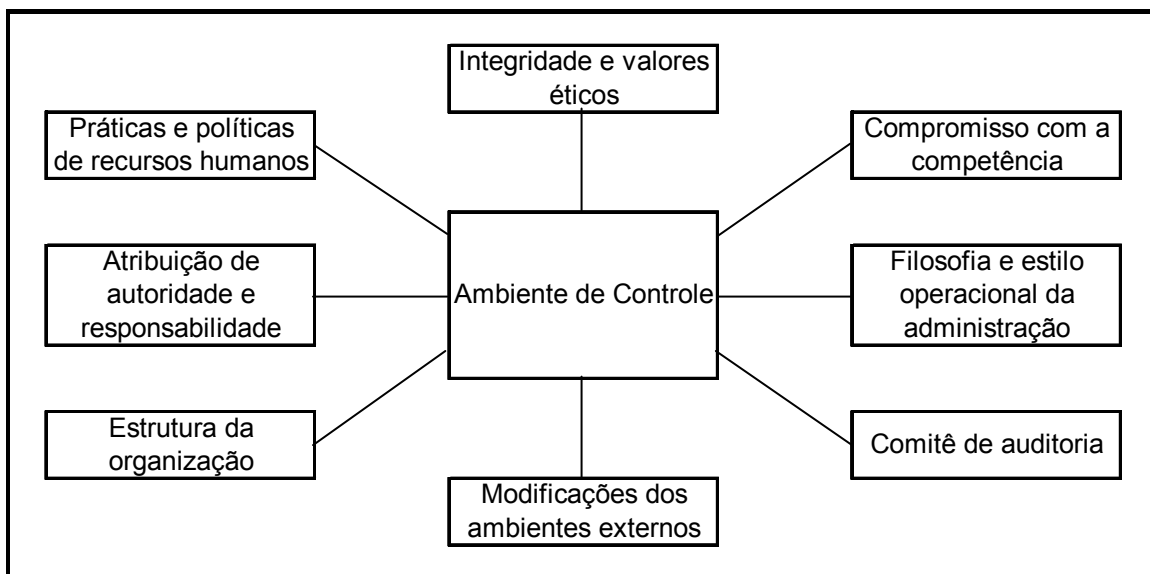 Integridade e valores
éticos
Práticas e políticas
de recursos humanos
Compromisso com a
competência
Atribuição de
autoridade e
responsabilidade
Ambiente de Controle
Filosofia e estilo
operacional da
administração
Estrutura da
organização
Comitê de auditoria
Modificações dos
ambientes externos